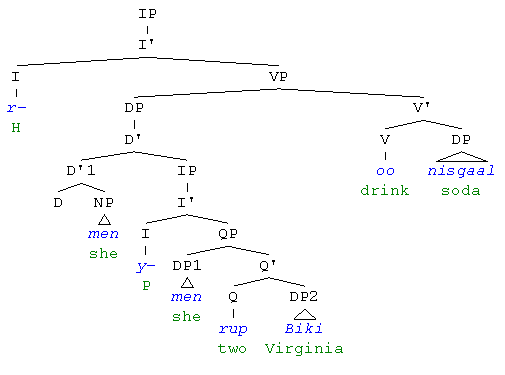 IP
I'
I VP
r– DP V'
H D' V DP
D'1 IP oo nisgaal
D NP I' drink soda
men I QP
she y– DP1 Q'
P men Q DP2
she rup Biki
two Virginia